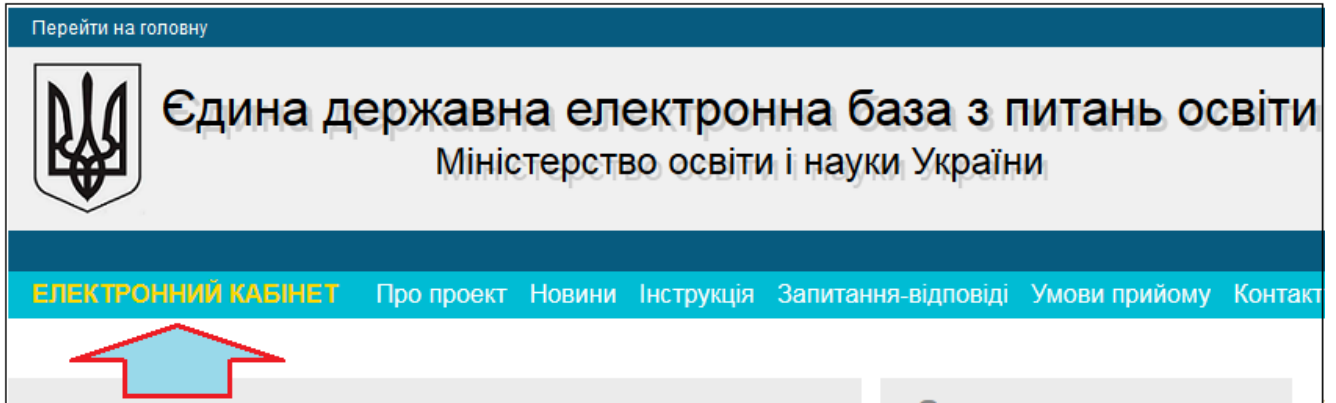 Перейти на головну
Єдина державна електронна база з питань освіти
Міністерство освіти і науки України
ЕЛЕКТРОННИЙ КАБІНЕТ Про проект Новини Інструкція Запитання-відповіді Умови прийому Контакт